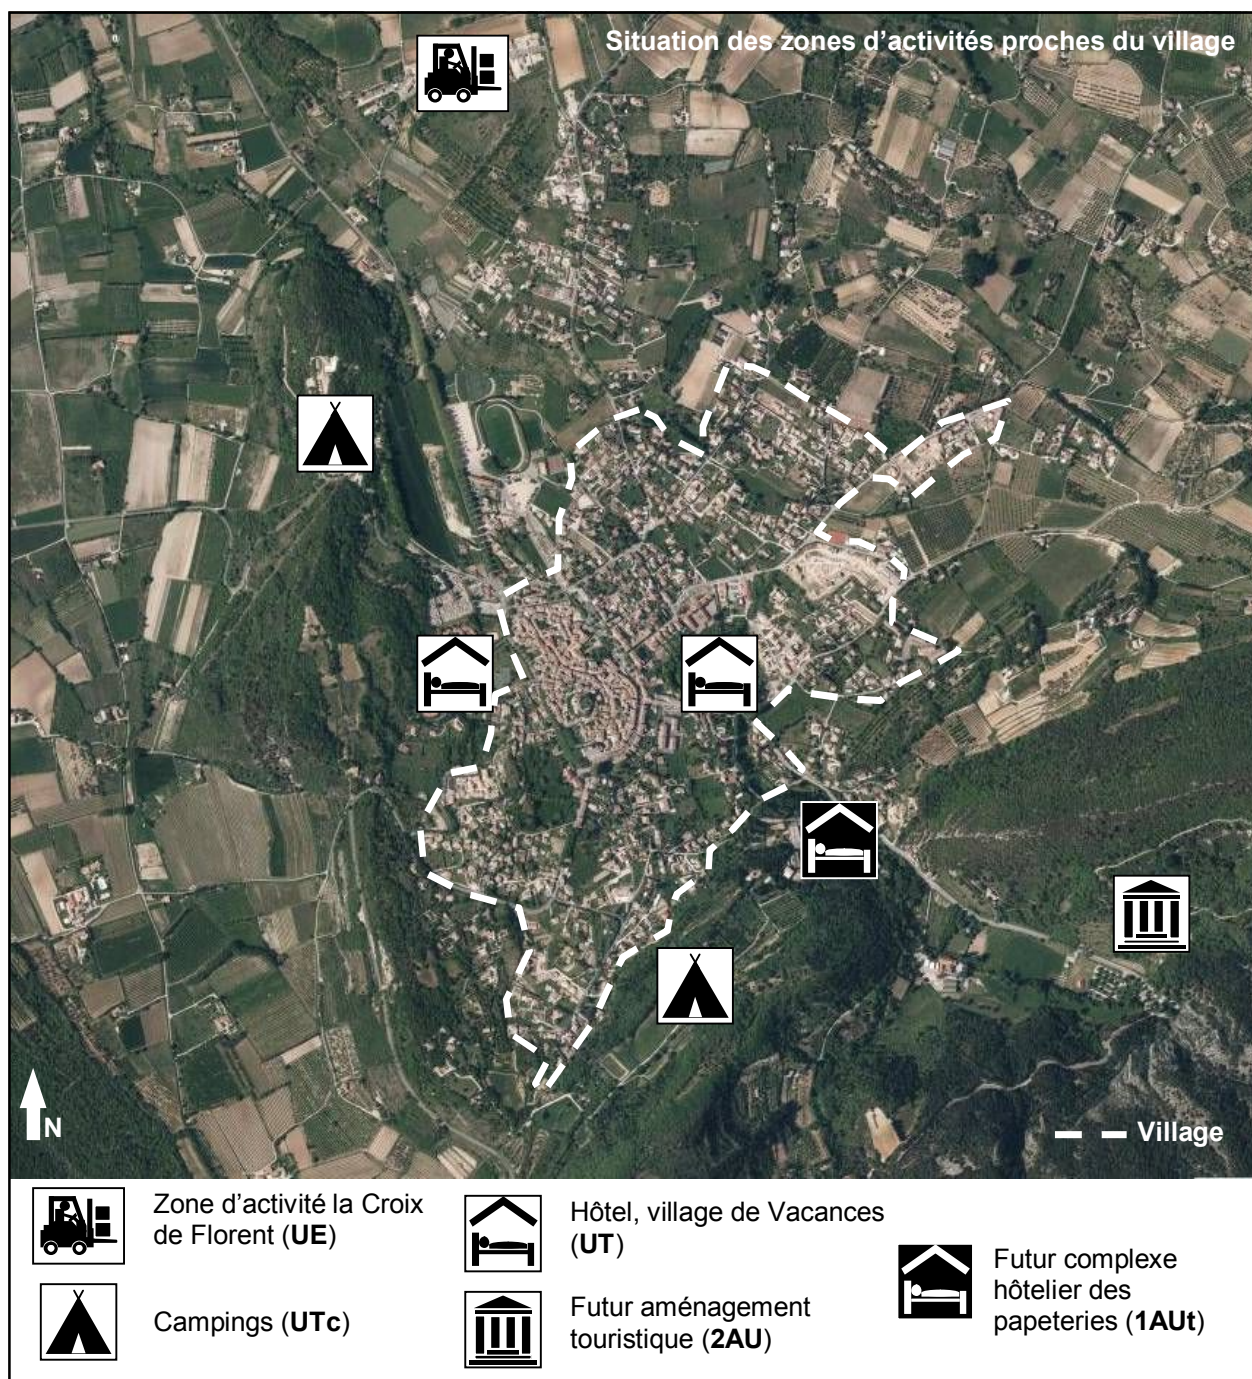 Situation des zones d'activités proches du village
N
Village
Zone d'activité la Croix
de Florent (UE)
Campings (UTc)
Hôtel, village de Vacances
(UT)
Futur aménagement
touristique (2AU)
Futur complexe
hôtelier des
papeteries (1AUt)